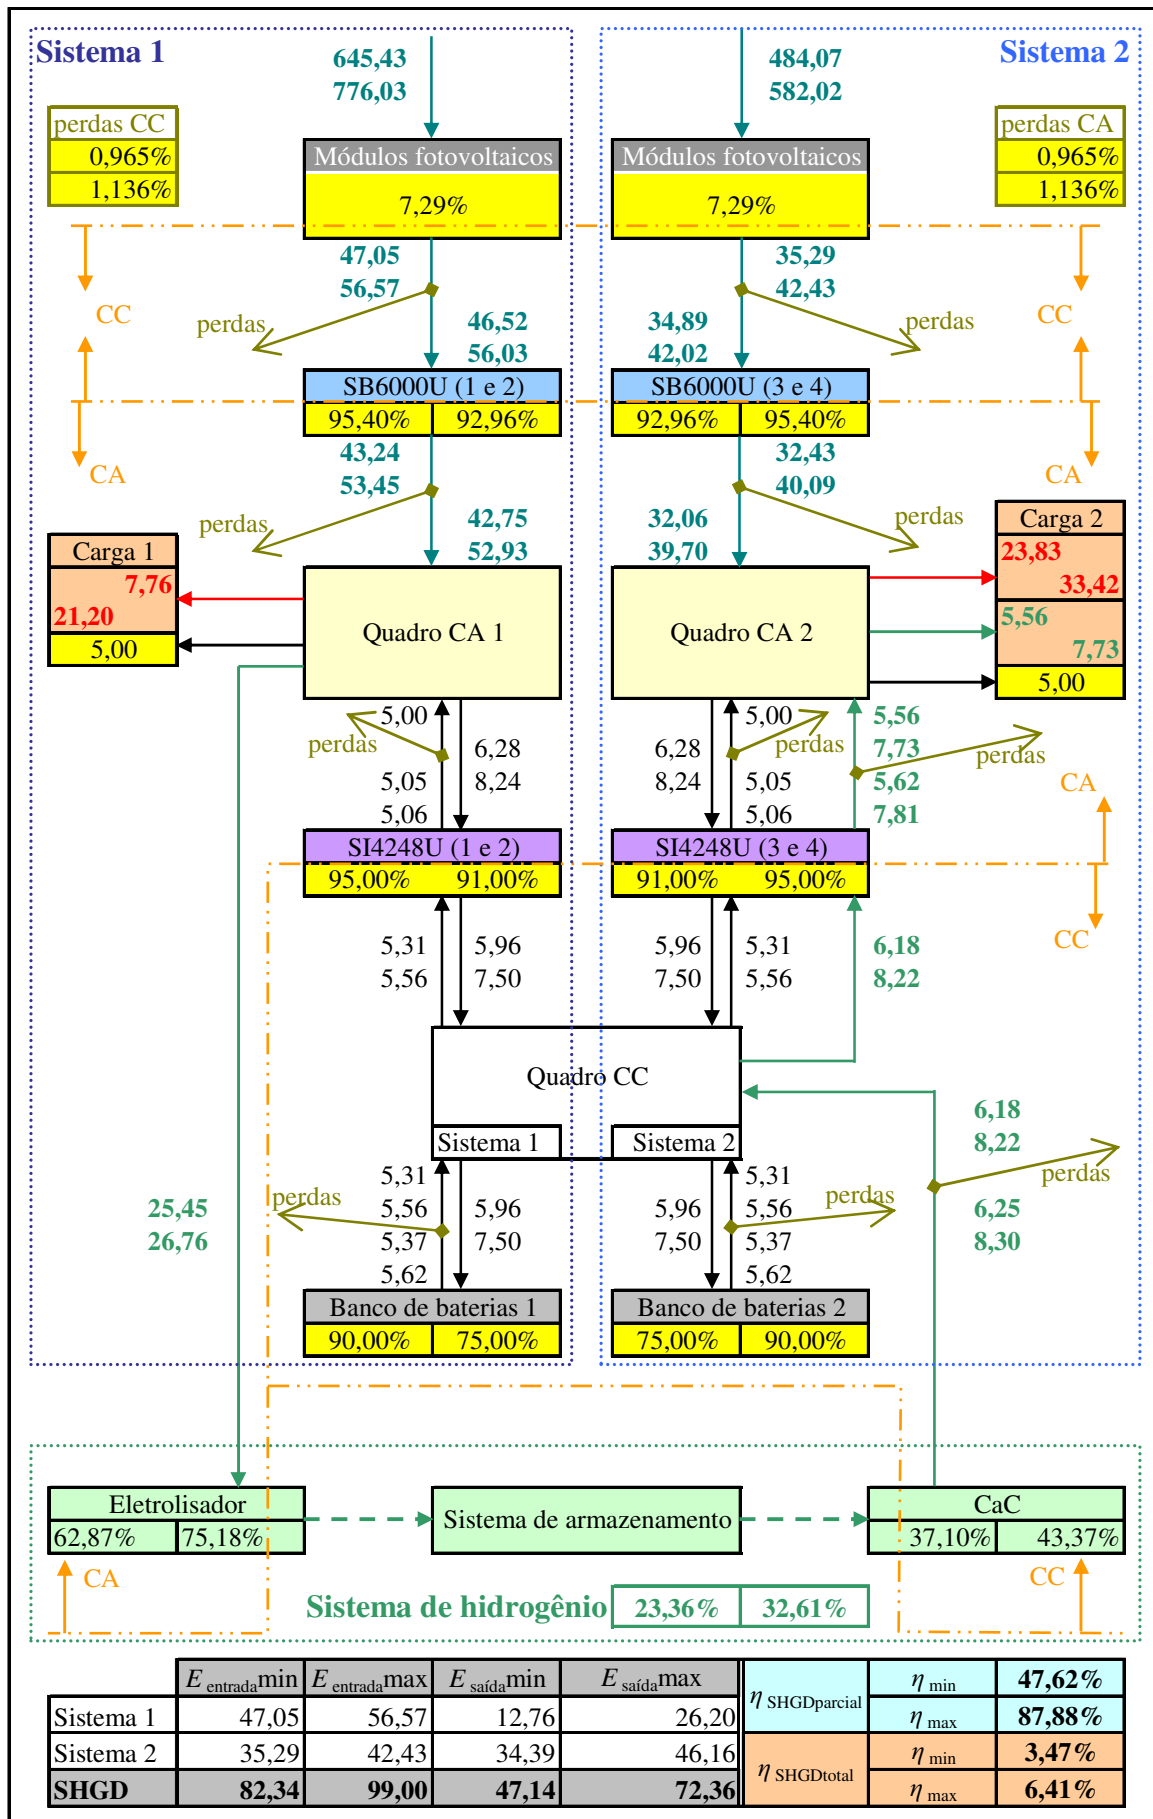 Sistema 1
Sistema 2
645,43
776,03
484,07
582,02
perdas CC
0,965%
1,136%
perdas CA
0,965%
1,136%
Módulos fotovoltaicos
7,29%
Módulos fotovoltaicos
7,29%
47,05
56,57
35,29
42,43
CC
perdas
46,52
56,03
34,89
42,02
perdas
CC
SB6000U (1 e 2)
95,40% 92,96%
SB6000U (3 e 4)
92,96% 95,40%
CA
43,24
53,45
32,43
40,09
CA
perdas
42,75
52,93
32,06
39,70
perdas
Carga 1
7,76
21,20
5,00
Quadro CA 1
Quadro CA 2
Carga 2
23,83
33,42
5,56
7,73
5,00
perdas
5,00
5,05
5,06
6,28
8,24
6,28
8,24
5,00
perdas
5,05
5,06
5,56
7,73
5,62
7,81
perdas
CA
SI4248U (1 e 2)
95,00% 91,00%
SI4248U (3 e 4)
91,00% 95,00%
CC
5,31
5,56
5,96
7,50
5,96
7,50
5,31
5,56
6,18
8,22
Quadro CC
Sistema 1
Sistema 2
6,18
8,22
perdas
6,25
8,30
25,45
26,76
perdas
5,31
5,56
5,37
5,62
5,96
7,50
5,96
7,50
5,31
5,56
5,37
5,62
perdas
Banco de baterias 1
90,00% 75,00%
Banco de baterias 2
75,00% 90,00%
Eletrolisador
62,87% 75,18%
Sistema de armazenamento
CaC
37,10% 43,37%
CA
CC
Sistema de hidrogênio 23,36% 32,61%
E entradamin E entradamax E saídamin E saídamax
Sistema 1 47,05 56,57 12,76 26,20
Sistema 2 35,29 42,43 34,39 46,16
SHGD 82,34 99,00 47,14 72,36
η SHGDparcial
η min 47,62%
η max 87,88%
η SHGDtotal
η min 3,47%
η max 6,41%